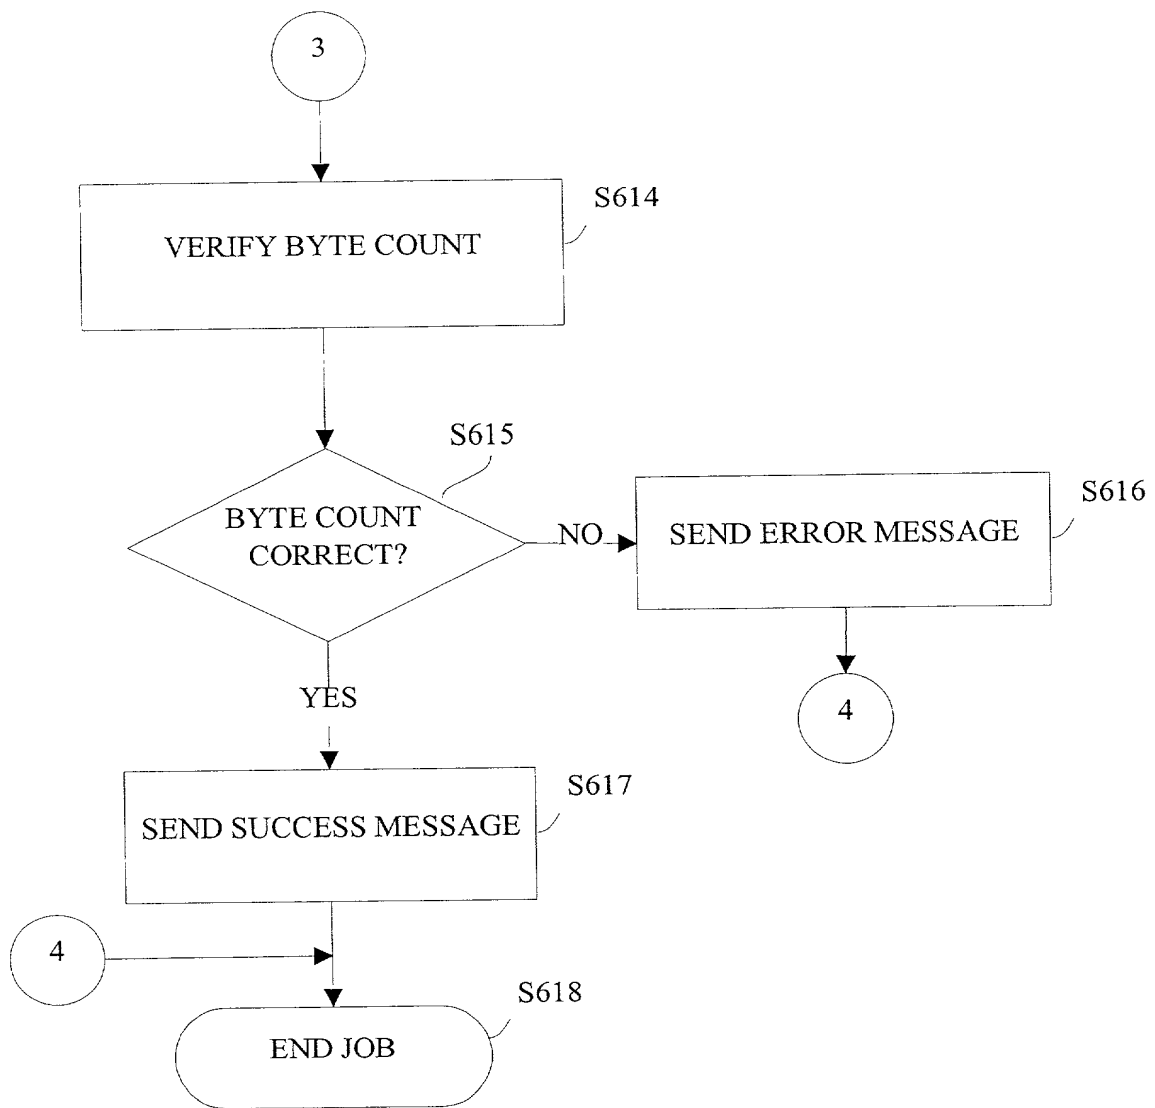 3
S614
VERIFY BYTE COUNT
S615
BYTE COUNT
CORRECT?
NO
S616
SEND ERROR MESSAGE
YES
4
S617
SEND SUCCESS MESSAGE
4
S618
END JOB